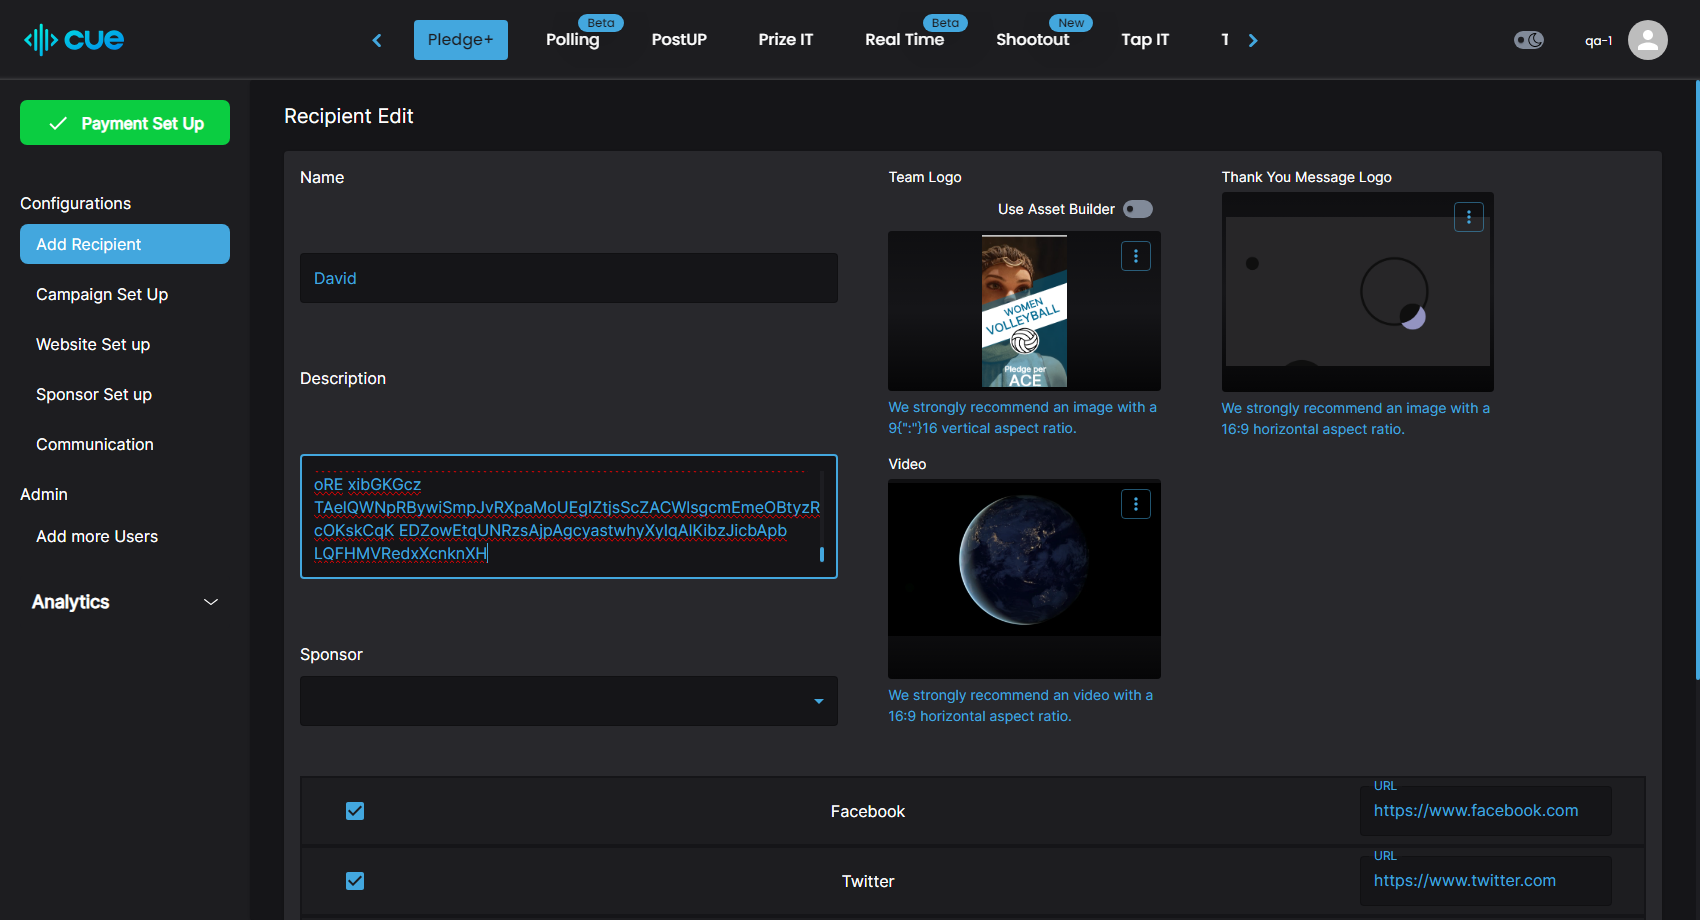 cue
Pledge+
Polling
Beta
PostUP
Prize IT
Real Time
Beta
Shootout
New
Tap IT
T
qa-1
Payment Set Up
Configurations
Add Recipient
Campaign Set Up
Website Set up
Sponsor Set up
Communication
Admin
Add more Users
Analytics
Recipient Edit
Name
David
Description
oRE xibGKGcz
TAelQWNpRBywiSmpJvRXpaMoUEglZtjsScZACWlsgcmEmeOBtyzR
cOKskCqK EDZowEtqUNRzsAjpAgcyastwhyXylqAlKibzJicbApb
LQFHMVRedxXcnknXH
Sponsor
Team Logo
Use Asset Builder
WOMEN
VOLLEYBALL
Pledge per
ACE
We strongly recommend an image with a
9{":"}16 vertical aspect ratio.
Thank You Message Logo
We strongly recommend an image with a
16:9 horizontal aspect ratio.
Video
We strongly recommend an video with a
16:9 horizontal aspect ratio.
Facebook
URL
https://www.facebook.com
Twitter
URL
https://www.twitter.com